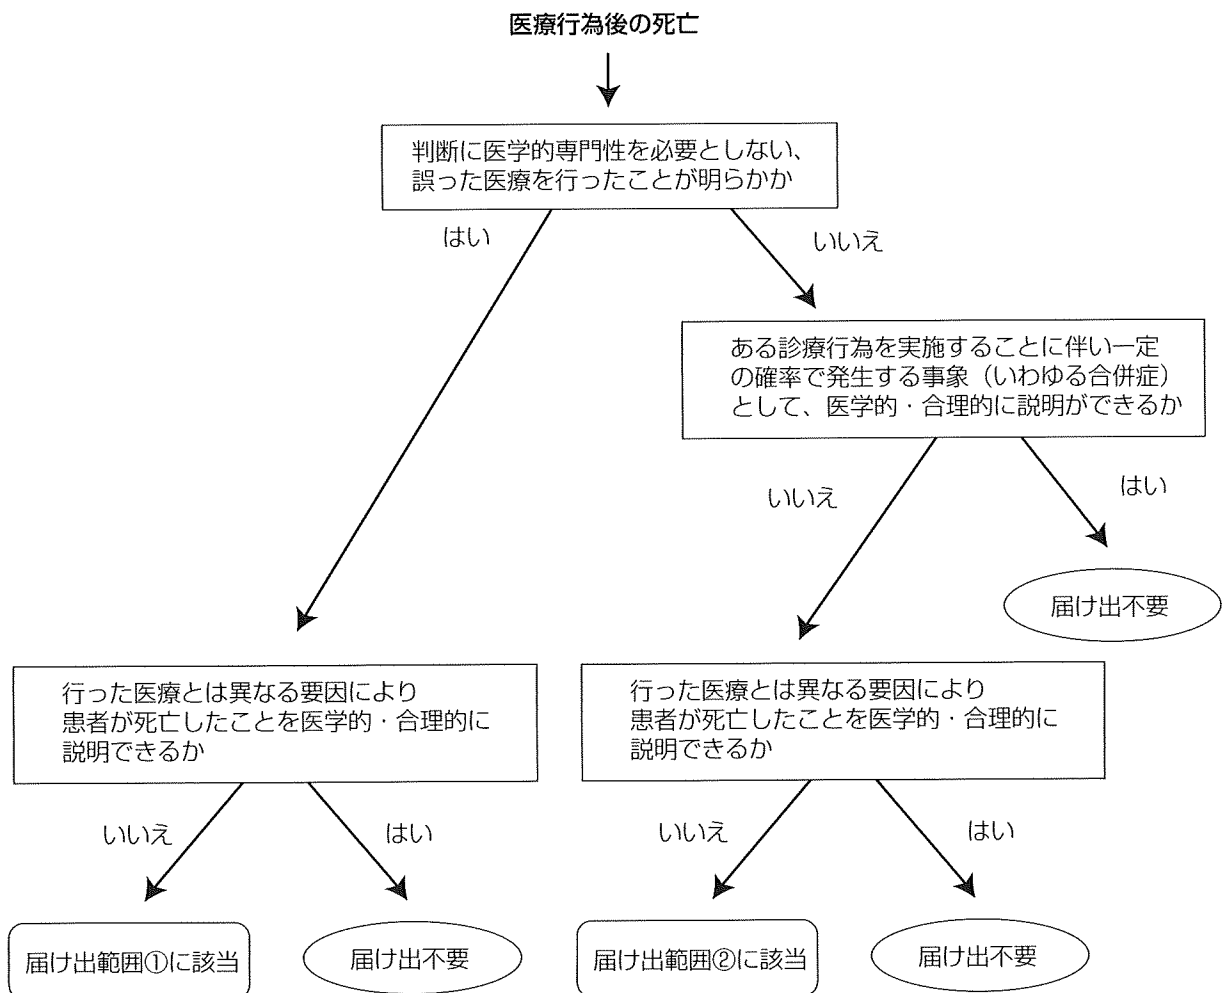 医療行為後の死亡
判断に医学的専門性を必要としない、
誤った医療を行ったことが明らかか
はい
いいえ
ある診療行為を実施することに伴い一定
の確率で発生する事象（いわゆる合併症）
として、医学的・合理的に説明ができるか
いいえ
はい
届け出不要
行った医療とは異なる要因により
患者が死亡したことを医学的・合理的に
説明できるか
行った医療とは異なる要因により
患者が死亡したことを医学的・合理的に
説明できるか
いいえ
はい
いいえ
はい
届け出範囲①に該当
届け出不要
届け出範囲②に該当
届け出不要